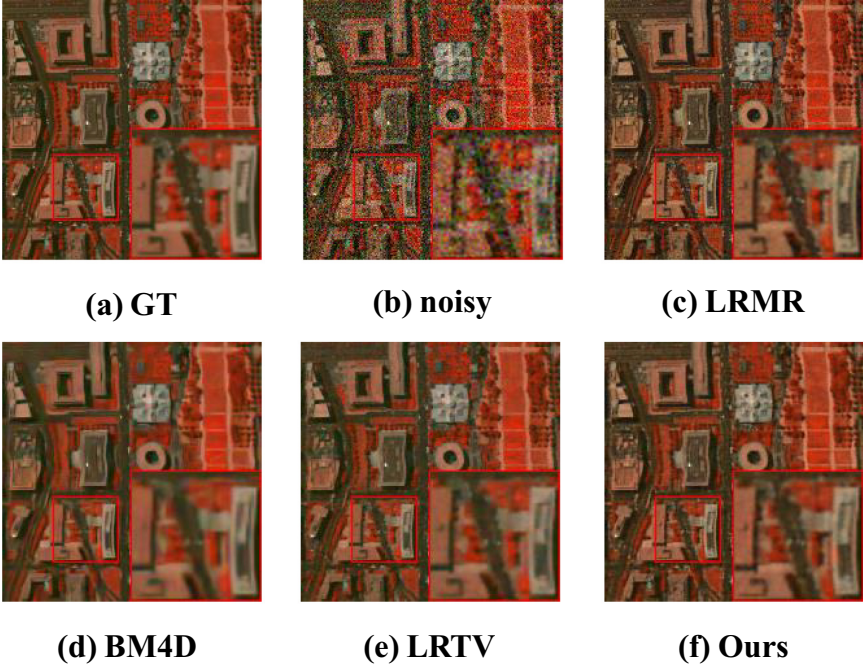 (a) GT
(b) noisy
(c) LRMR
(d) BM4D
(e) LRTV
(f) Ours